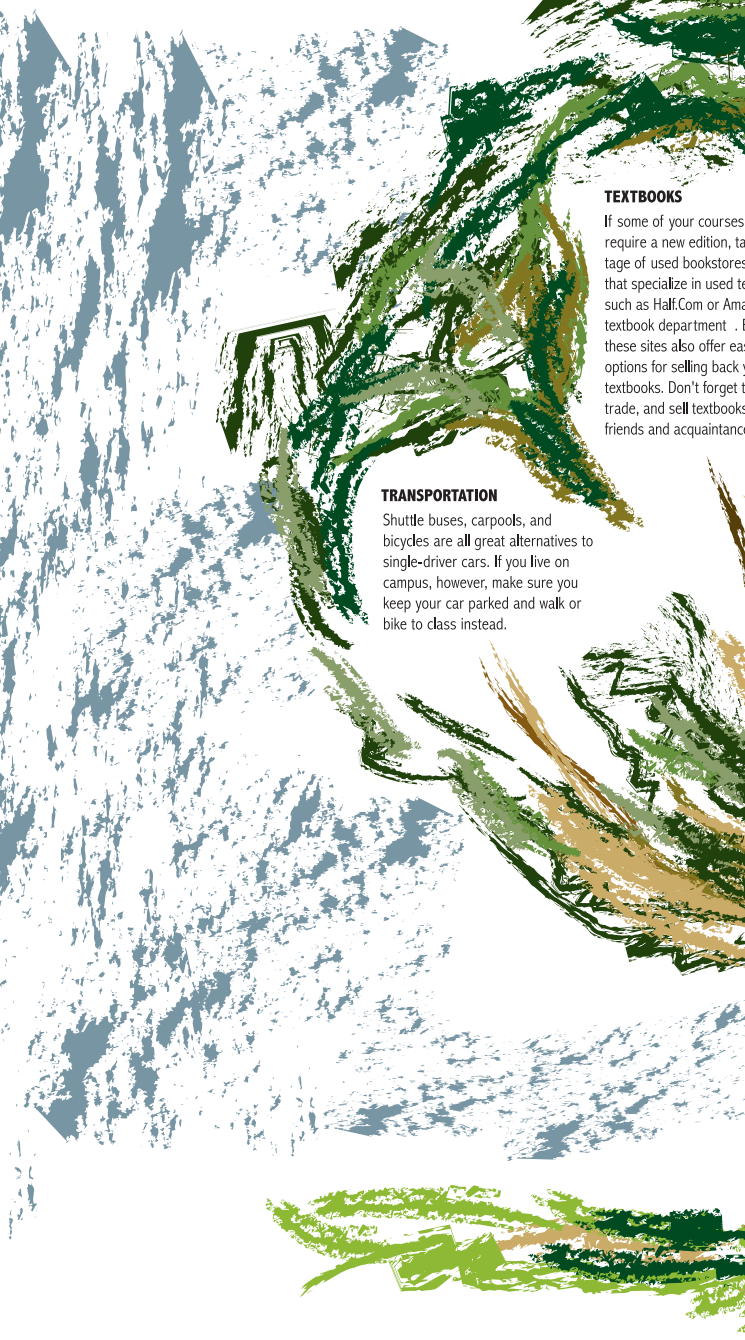 TEXTBOOKS
If some of your courses
require a new edition, ta
tage of used bookstores
that specialize in used te
such as Half.Com or Ama
textbook department . B
these sites also offer eas
options for selling back y
textbooks. Don't forget t
trade, and sell textbooks
friends and acquaintance
TRANSPORTATION
Shuttle buses, carpools, and
bicycles are all great alternatives to
single-driver cars. If you live on
campus, however, make sure you
keep your car parked and walk or
bike to class instead.